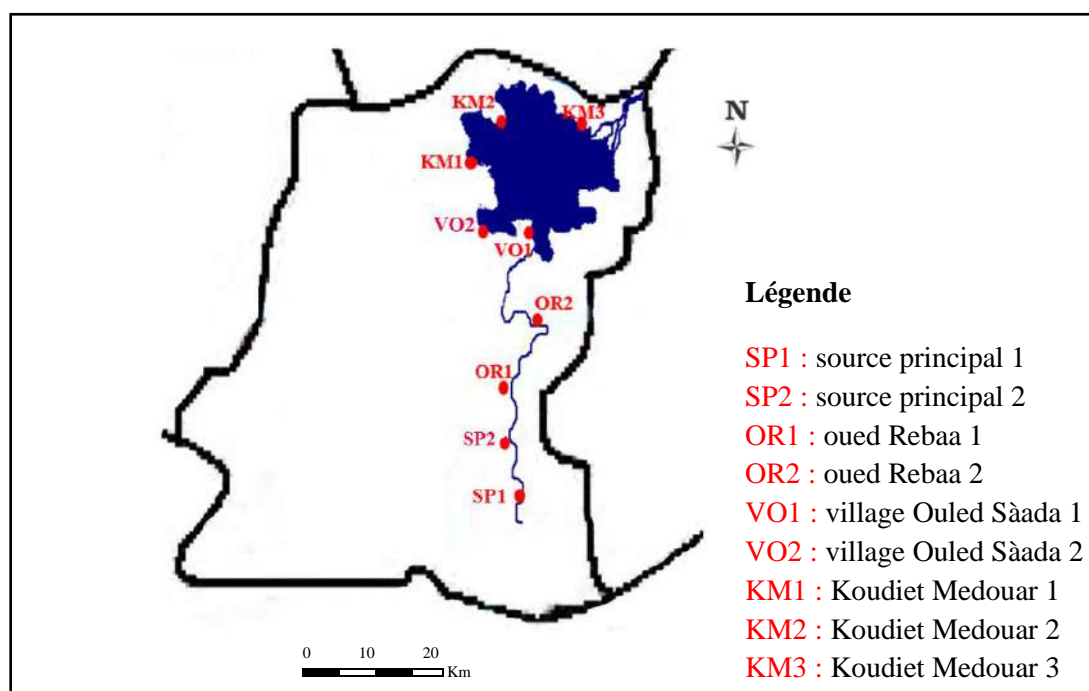 KM2
KM3
N
KM1
VO2
VO1
OR2
OR1
SP2
SP1
0 10 20
Km
Légende
SP1 : source principal 1
SP2 : source principal 2
OR1 : oued Rebaa 1
OR2 : oued Rebaa 2
VO1 : village Ouled Sàada 1
VO2 : village Ouled Sàada 2
KM1 : Koudiet Medouar 1
KM2 : Koudiet Medouar 2
KM3 : Koudiet Medouar 3